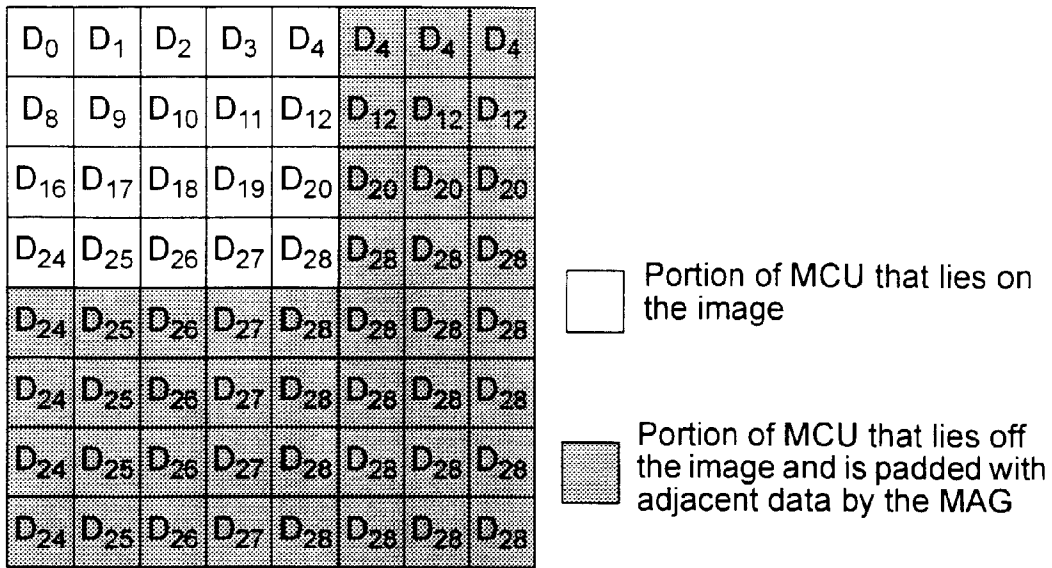 D0 D1 D2 D3 D4 D4 D4 D4
D8 D9 D10 D11 D12 D12 D12 D12
D16 D17 D18 D19 D20 D20 D20 D20
D24 D25 D26 D27 D28 D28 D28 D28
D24 D25 D26 D27 D28 D28 D28 D28
D24 D25 D26 D27 D28 D28 D28 D28
D24 D25 D26 D27 D28 D28 D28 D28
D24 D25 D26 D27 D28 D28 D28 D28
Portion of MCU that lies on
the image
Portion of MCU that lies off
the image and is padded with
adjacent data by the MAG